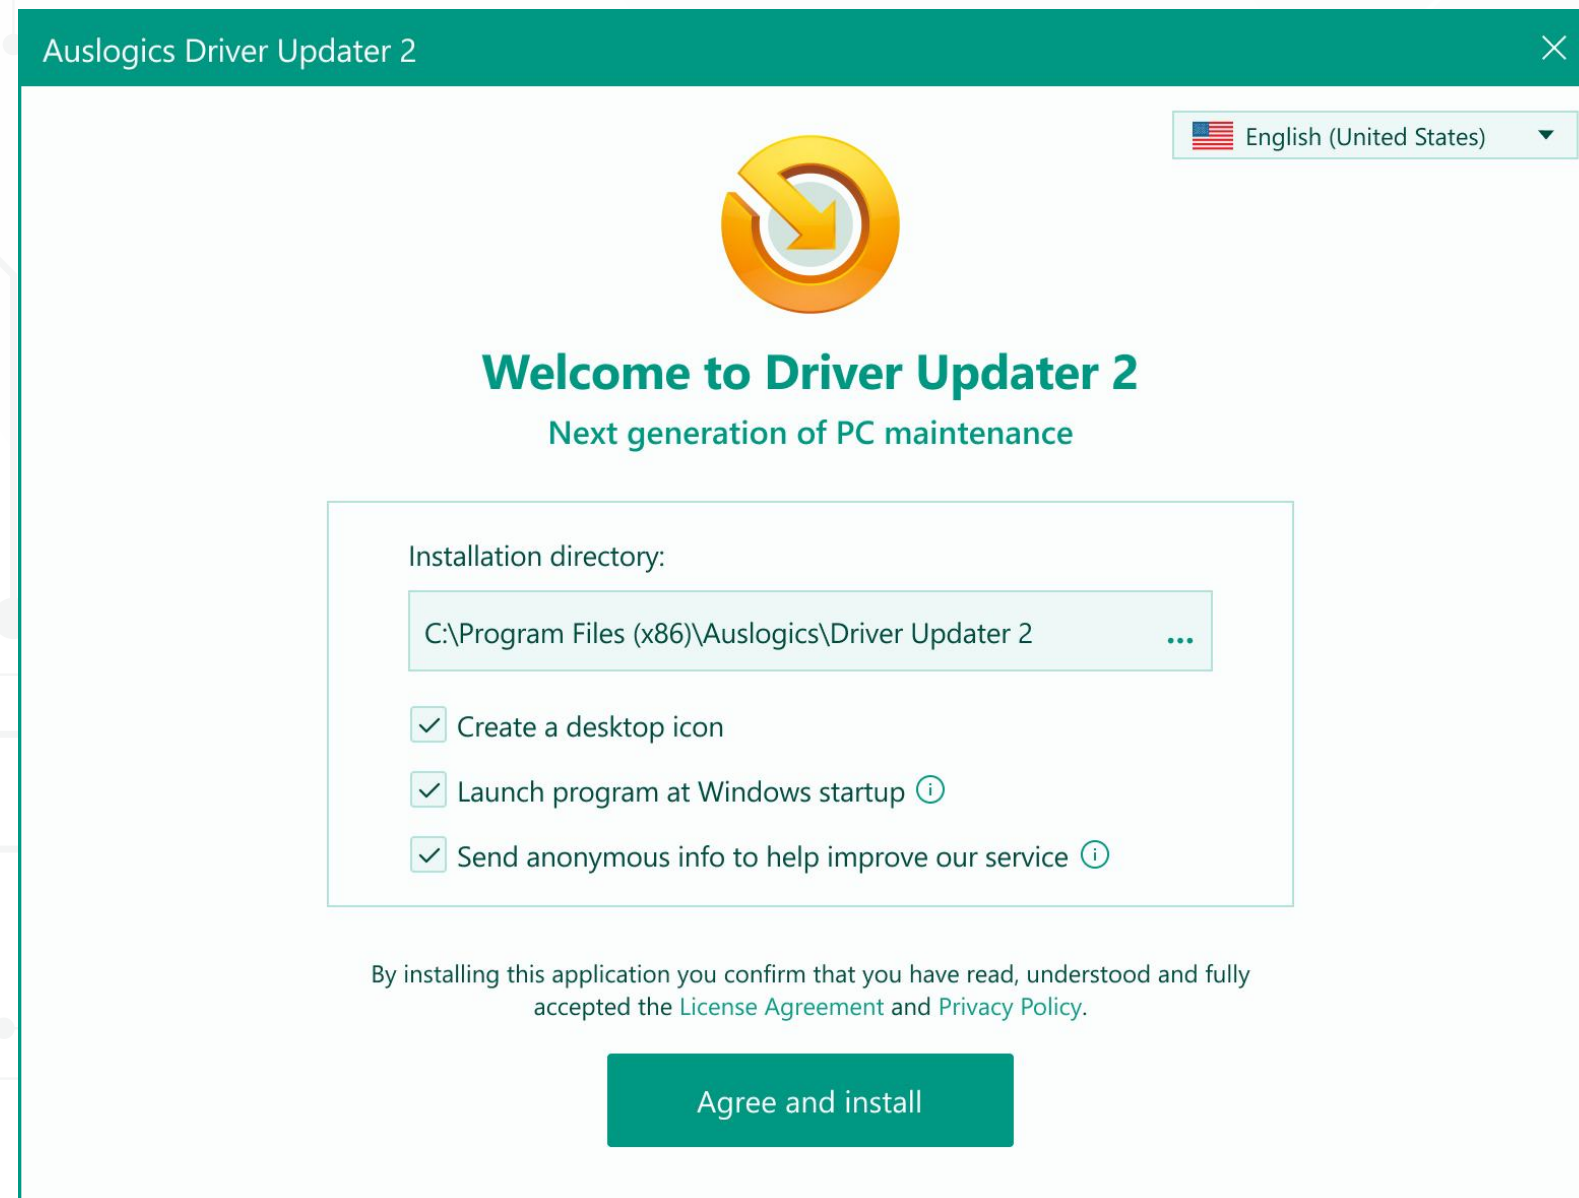 Auslogics Driver Updater 2
English (United States)
Welcome to Driver Updater 2
Next generation of PC maintenance
Installation directory:
C:\Program Files (x86)\Auslogics\Driver Updater 2 ...
Create a desktop icon
Launch program at Windows startup
Send anonymous info to help improve our service
By installing this application you confirm that you have read, understood and fully
accepted the License Agreement and Privacy Policy.
Agree and install